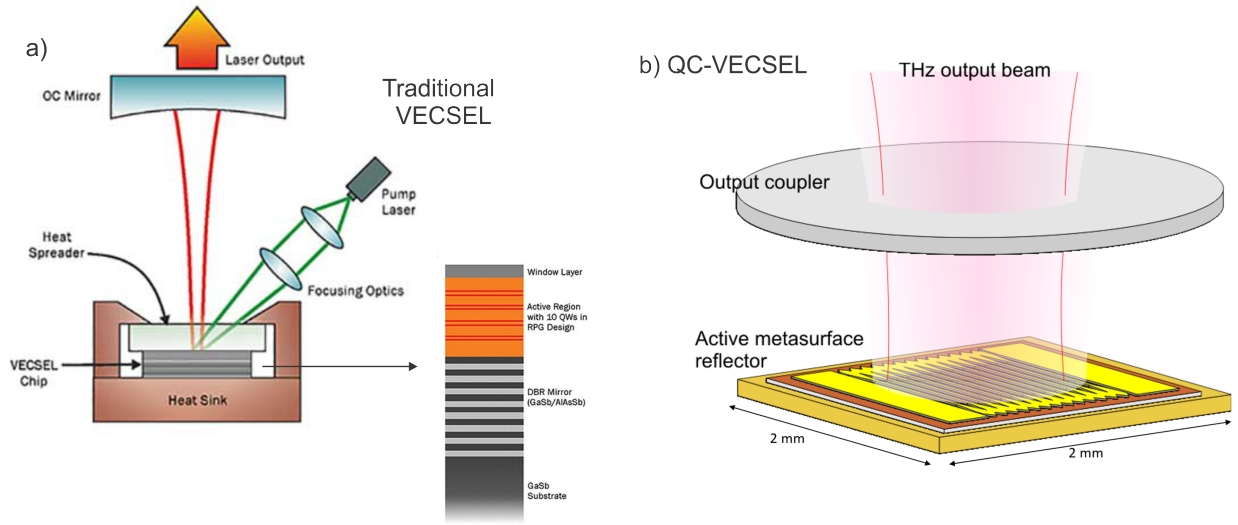 a)
Laser Output
OC Mirror
Traditional
VECSEL
Pump
Laser
Heat
Spreader
Focusing Optics
VECSEL
Chip
Heat Sink
Window Layer
Active Region
with 10 QWs in
RPG Design
DBR Mirror
(GaSb/AlAsSb)
GaSb
Substrate
b) QC-VECSEL
THz output beam
Output coupler
Active metasurface
reflector
2 mm
2 mm